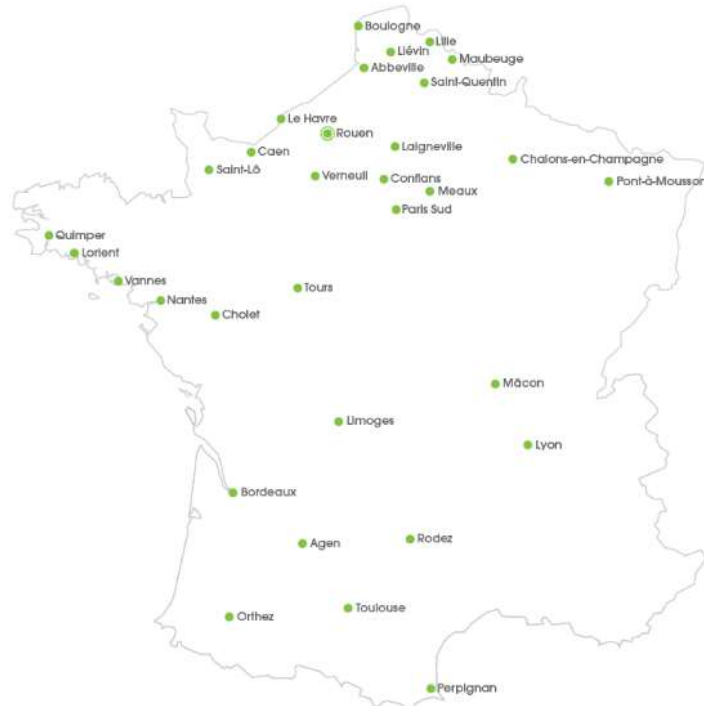 Boulogne
Lille
Liévin
Maubeuge
Abbeville
Saint-Quentin
Le Havre
Rouen
Laigneville
Caen
Chalons-en-Champagne
Saint-Lô
Verneuil
Conflans
Pont-à-Mousson
Meaux
Paris Sud
Quimper
Lorient
Vannes
Tours
Nantes
Cholet
Mâcon
Limoges
Lyon
Bordeaux
Agen
Rodez
Toulouse
Orthez
Perpignan